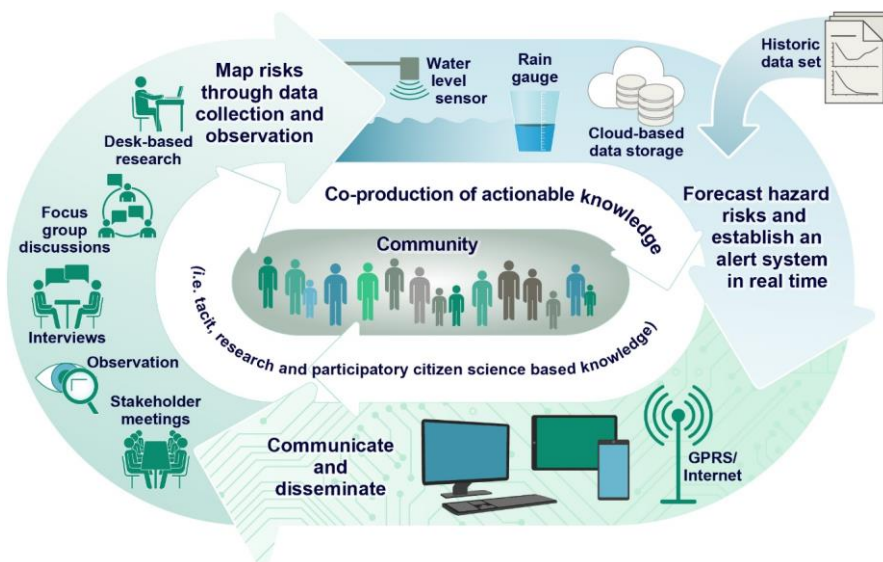 Map risks
through data
collection and
observation
Desk-based
research
Focus
group
discussions
Interviews
Observation
Stakeholder
meetings
Water
level
sensor
Rain
gauge
Cloud-based
data storage
Historic
data set
Forecast hazard
risks and
establish an
alert system
in real time
Co-production of actionable knowledge
Community
(i.e. tacit, research and participatory citizen science based knowledge)
Communicate
and
disseminate
GPRS/
Internet